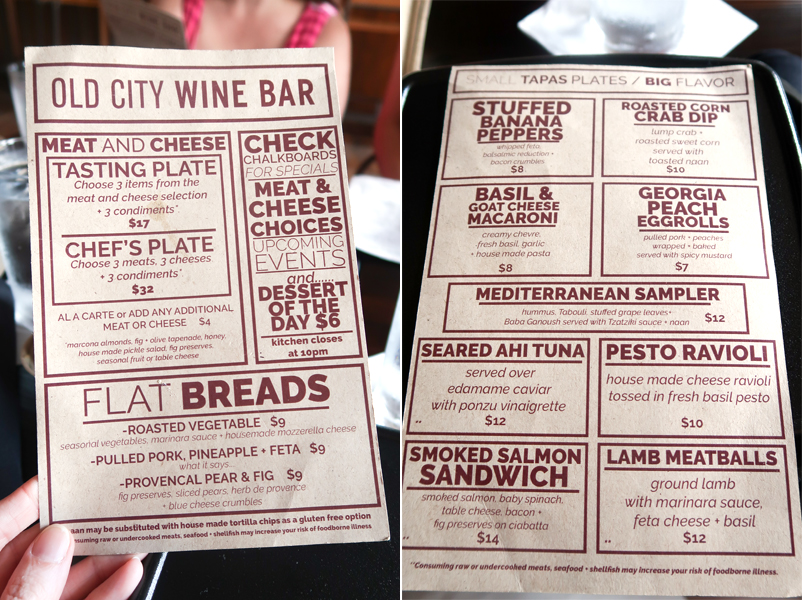 OLD CITY WINE BAR
MEAT AND CHEESE
TASTING PLATE
Choose 3 items from the
meat and cheese selection
+ 3 condiments*
$17
CHEF'S PLATE
Choose 3 meats, 3 cheeses
+ 3 condiments*
$32
AL A CARTE or ADD ANY ADDITIONAL
MEAT OR CHEESE $4
*marcona almonds, fig + olive tapenade, honey,
house made pickle salad, fig preserves,
seasonal fruit or table cheese
CHECK
CHALKBOARDS
FOR SPECIALS
MEAT &
CHEESE
CHOICES
UPCOMING
EVENTS
and......
DESSERT
OF THE
DAY $6
kitchen closes
at 10pm
FLAT BREADS
-ROASTED VEGETABLE $9
seasonal vegetables, marinara sauce + housemade mozzerella cheese
-PULLED PORK, PINEAPPLE + FETA $9
what it says...
-PROVENCAL PEAR & FIG $9
fig preserves, sliced pears, herb de provence
+ blue cheese crumbles
naan may be substituted with house made tortilla chips as a gluten free option
consuming raw or undercooked meats, seafood + shellfish may increase your risk of foodborne illness
SMALL TAPAS PLATES / BIG FLAVOR
STUFFED
BANANA
PEPPERS
whipped feta,
balsalmic reduction +
bacon crumbles
$8
ROASTED CORN
CRAB DIP
lump crab +
roasted sweet corn
served with
toasted naan
$10
BASIL &
GOAT CHEESE
MACARONI
creamy chevre,
fresh basil, garlic
+ house made pasta
$8
GEORGIA
PEACH
EGGROLLS
pulled pork + peaches
wrapped + baked
served with spicy mustard
$7
MEDITERRANEAN SAMPLER
hummus, Tabouli, stuffed grape leaves+
Baba Ganoush served with Tzatziki sauce + naan $12
SEARED AHI TUNA
served over
edamame caviar
with ponzu vinaigrette
** $12
PESTO RAVIOLI
house made cheese ravioli
tossed in fresh basil pesto
$10
SMOKED SALMON
SANDWICH
smoked salmon, baby spinach,
table cheese, bacon +
fig preserves on ciabatta
** $14
LAMB MEATBALLS
ground lamb
with marinara sauce,
feta cheese + basil
** $12
**Consuming raw or undercooked meats, seafood + shellfish may increase your risk of foodborne illness.